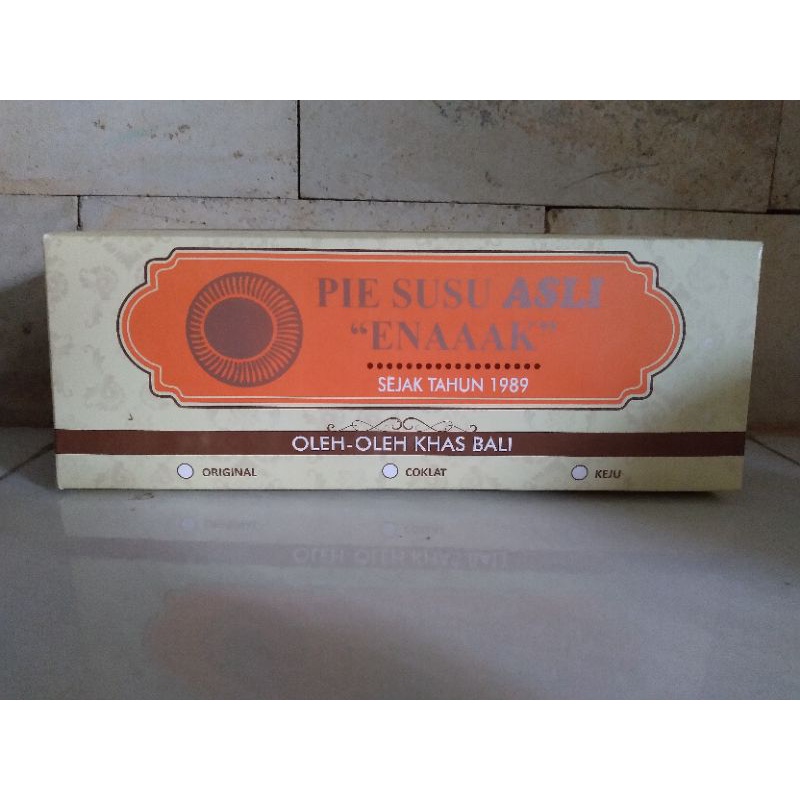 PIE SUSU ASLI
“ENAAAK”
SEJAK TAHUN 1989
OLEH-OLEH KHAS BALI
ORIGINAL COKLAT KEJU